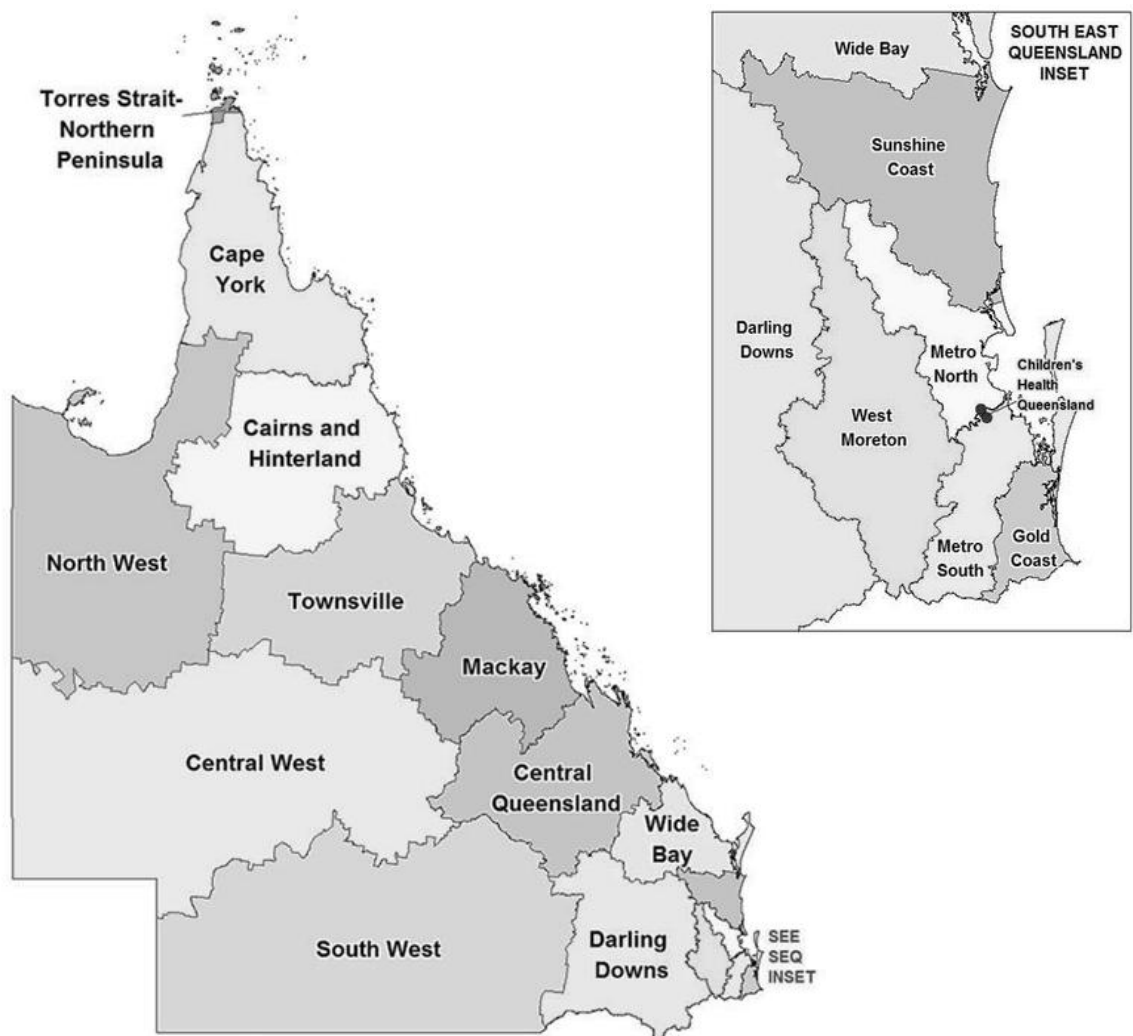 Torres Strait-
Northern
Peninsula
Cape
York
Cairns and
Hinterland
North West
Townsville
Mackay
Central West
Central
Queensland
Wide
Bay
South West
Darling
Downs
SEE
SEQ
INSET
SOUTH EAST
QUEENSLAND
INSET
Wide Bay
Sunshine
Coast
Darling
Downs
Metro
North
Children's
Health
Queensland
West
Moreton
Metro
South
Gold
Coast